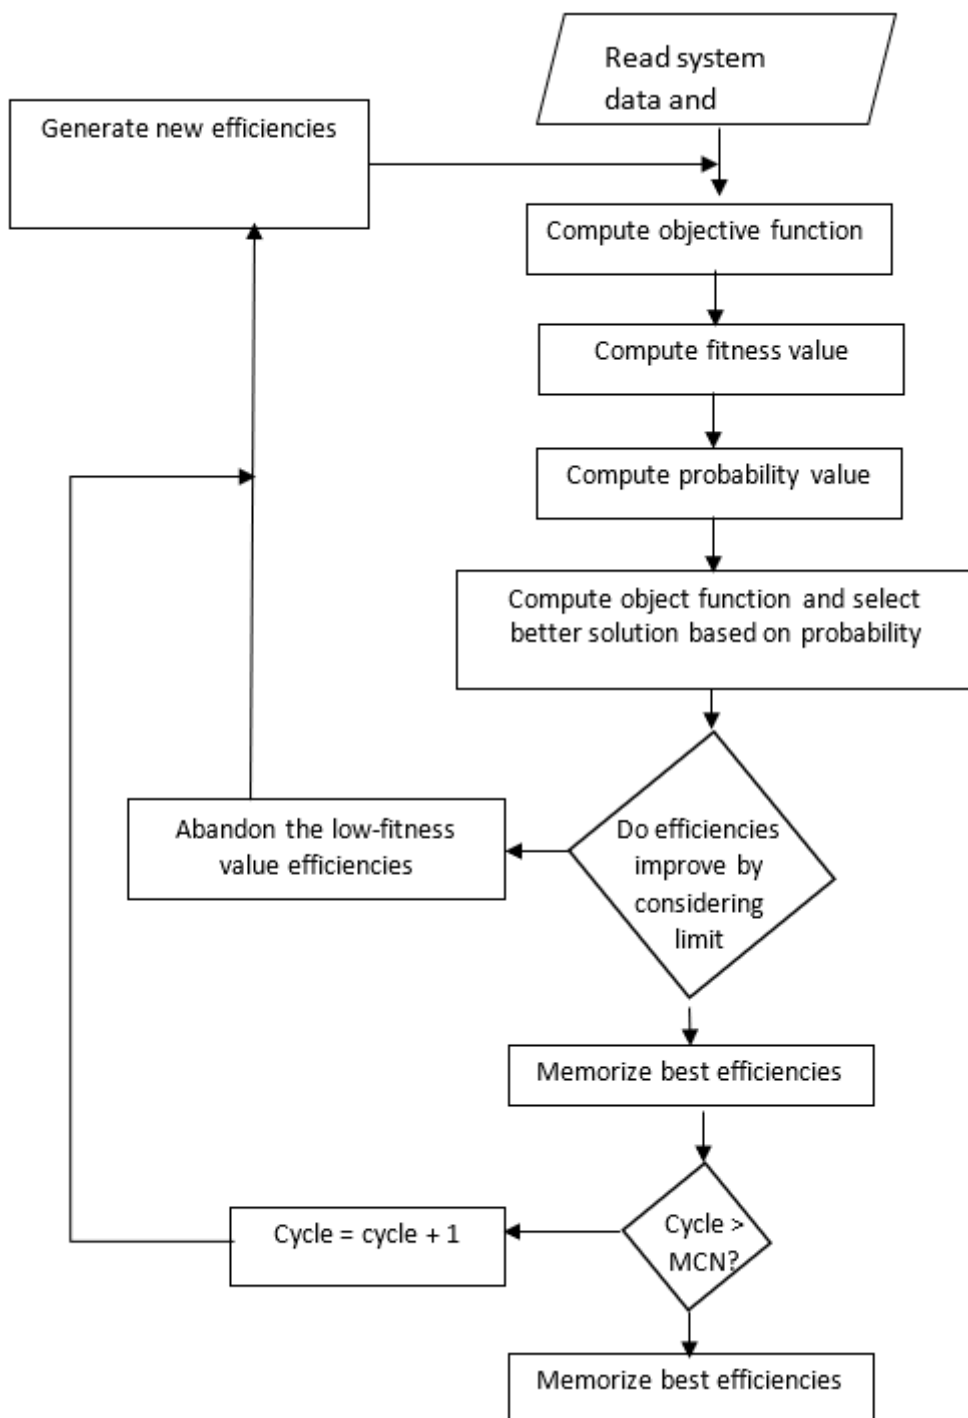 Read system
data and
Generate new efficiencies
Compute objective function
Compute fitness value
Compute probability value
Compute object function and select
better solution based on probability
Do efficiencies
improve by
considering
limit
Abandon the low-fitness
value efficiencies
Memorize best efficiencies
Cycle >
MCN?
Cycle = cycle + 1
Memorize best efficiencies